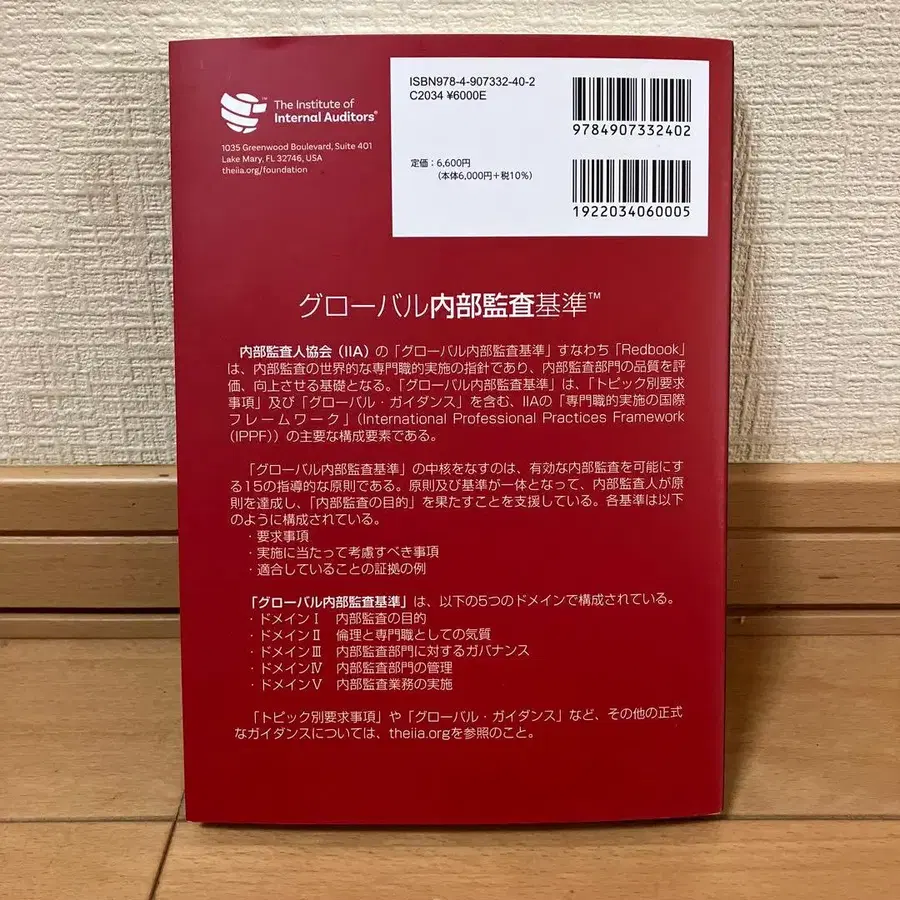 The Institute of
Internal Auditors®
1035 Greenwood Boulevard, Suite 401
Lake Mary, FL 32746, USA
theiia.org/foundation
ISBN978-4-907332-40-2
C2034 ¥6000E
定価：6,600円
（本体6,000円＋税10％）
9784907332402
1922034060005
グローバル内部監査基準™
内部監査人協会（IIA）の「グローバル内部監査基準」すなわち「Redbook」
は、内部監査の世界的な専門職的実施の指針であり、内部監査部門の品質を評
価、向上させる基礎となる。「グローバル内部監査基準」は、「トピック別要求
事項」及び「グローバル・ガイダンス」を含む、IIAの「専門職的実施の国際
フレームワーク」（International Professional Practices Framework
（IPPF））の主要な構成要素である。
「グローバル内部監査基準」の中核をなすのは、有効な内部監査を可能にす
る15の指導的な原則である。原則及び基準が一体となって、内部監査人が原
則を達成し、「内部監査の目的」を果たすことを支援している。各基準は以下
のように構成されている。
・要求事項
・実施に当たって考慮すべき事項
・適合していることの証拠の例
「グローバル内部監査基準」は、以下の5つのドメインで構成されている。
・ドメインⅠ　内部監査の目的
・ドメインⅡ　倫理と専門職としての気質
・ドメインⅢ　内部監査部門に対するガバナンス
・ドメインⅣ　内部監査部門の管理
・ドメインⅤ　内部監査業務の実施
「トピック別要求事項」や「グローバル・ガイダンス」など、その他の正式
なガイダンスについては、theiia.orgを参照のこと。